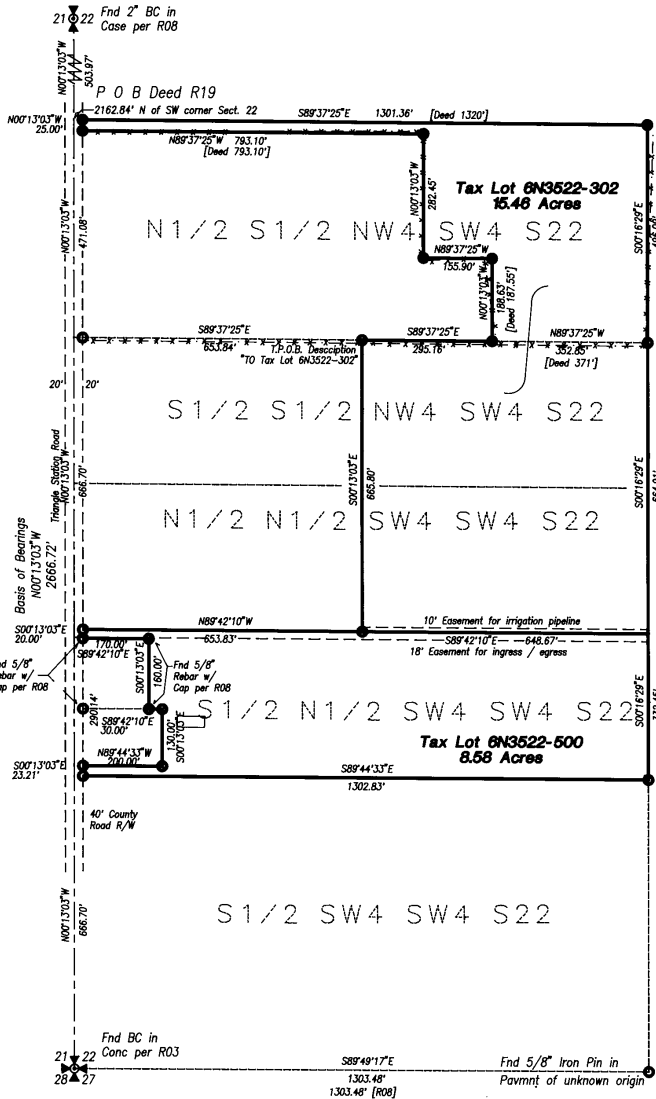 21 22
Fnd 2" BC in
Case per R08
N00°13'03"W
503.97'
P O B Deed R19
2162.84' N of SW corner Sect. 22
N00°13'03"W
25.00'
S89°37'25"E 1301.36' [Deed 1320']
N89°37'25"W 793.10'
[Deed 793.10']
N00°13'03"W
282.45'
Tax Lot 6N3522-302
15.46 Acres
N00°13'03"W
471.08'
S00°16'29"E
N1/2 S1/2 NW4 SW4 S22
N89°37'25"W
155.90'
N00°13'03"W
188.63'
[Deed 187.55']
S89°37'25"E
653.84'
S89°37'25"E
295.16'
N89°37'25"W
352.65'
[Deed 371']
T.P.O.B. Desccription
"TO Tax Lot 6N3522-302"
20'
20'
S1/2 S1/2 NW4 SW4 S22
Triangle Station Road
N00°13'03"W
666.70'
S00°13'03"E
665.80'
S00°16'29"E
N1/2 N1/2 SW4 SW4 S22
Basis of Bearings
N00°13'03"W
2666.72'
S00°13'03"E
20.00'
N89°42'10"W
653.83'
10' Easement for irrigation pipeline
S89°42'10"E 648.67'
18' Easement for ingress / egress
170.00'
S89°42'10"E
nd 5/8"
ebar w/
ap per R08
S00°13'03"E
160.00'
Fnd 5/8"
Rebar w/
Cap per R08
S00°16'29"E
290.14'
S89°42'10"E
30.00'
S1/2 N1/2 SW4 SW4 S22
130.00'
S00°13'03"E
Tax Lot 6N3522-500
8.58 Acres
N89°44'33"W
200.00'
S00°13'03"E
23.21'
S89°44'33"E
1302.83'
40' County
Road R/W
N00°13'03"W
666.70'
S1/2 SW4 SW4 S22
Fnd BC in
Conc per R03
21 22
28 27
S89°49'17"E
1303.48'
1303.48' [R08]
Fnd 5/8" Iron Pin in
Pavmnt of unknown origin